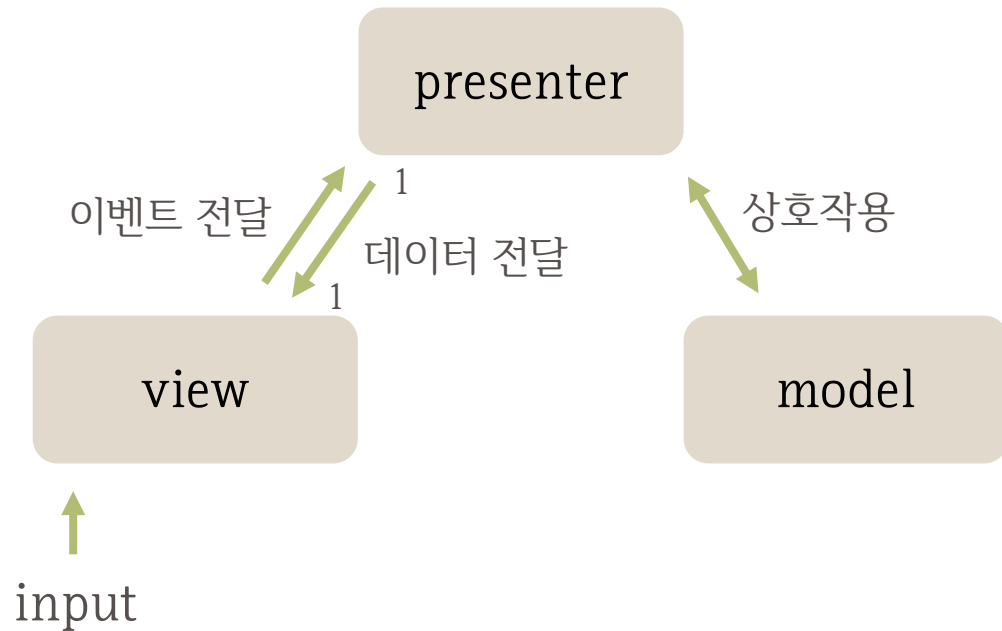 presenter
1
이벤트 전달
상호작용
데이터 전달
1
view
model
input